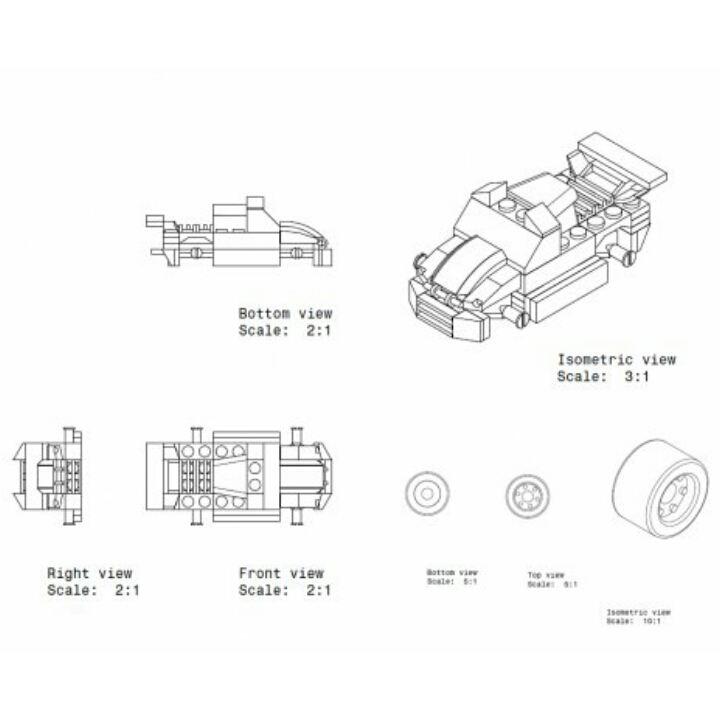 Bottom view
Scale:  2:1
Isometric view
Scale:  3:1
Right view
Scale:  2:1
Front view
Scale:  2:1
Bottom view
Scale:  5:1
Top view
Scale:  5:1
Isometric view
Scale:  10:1